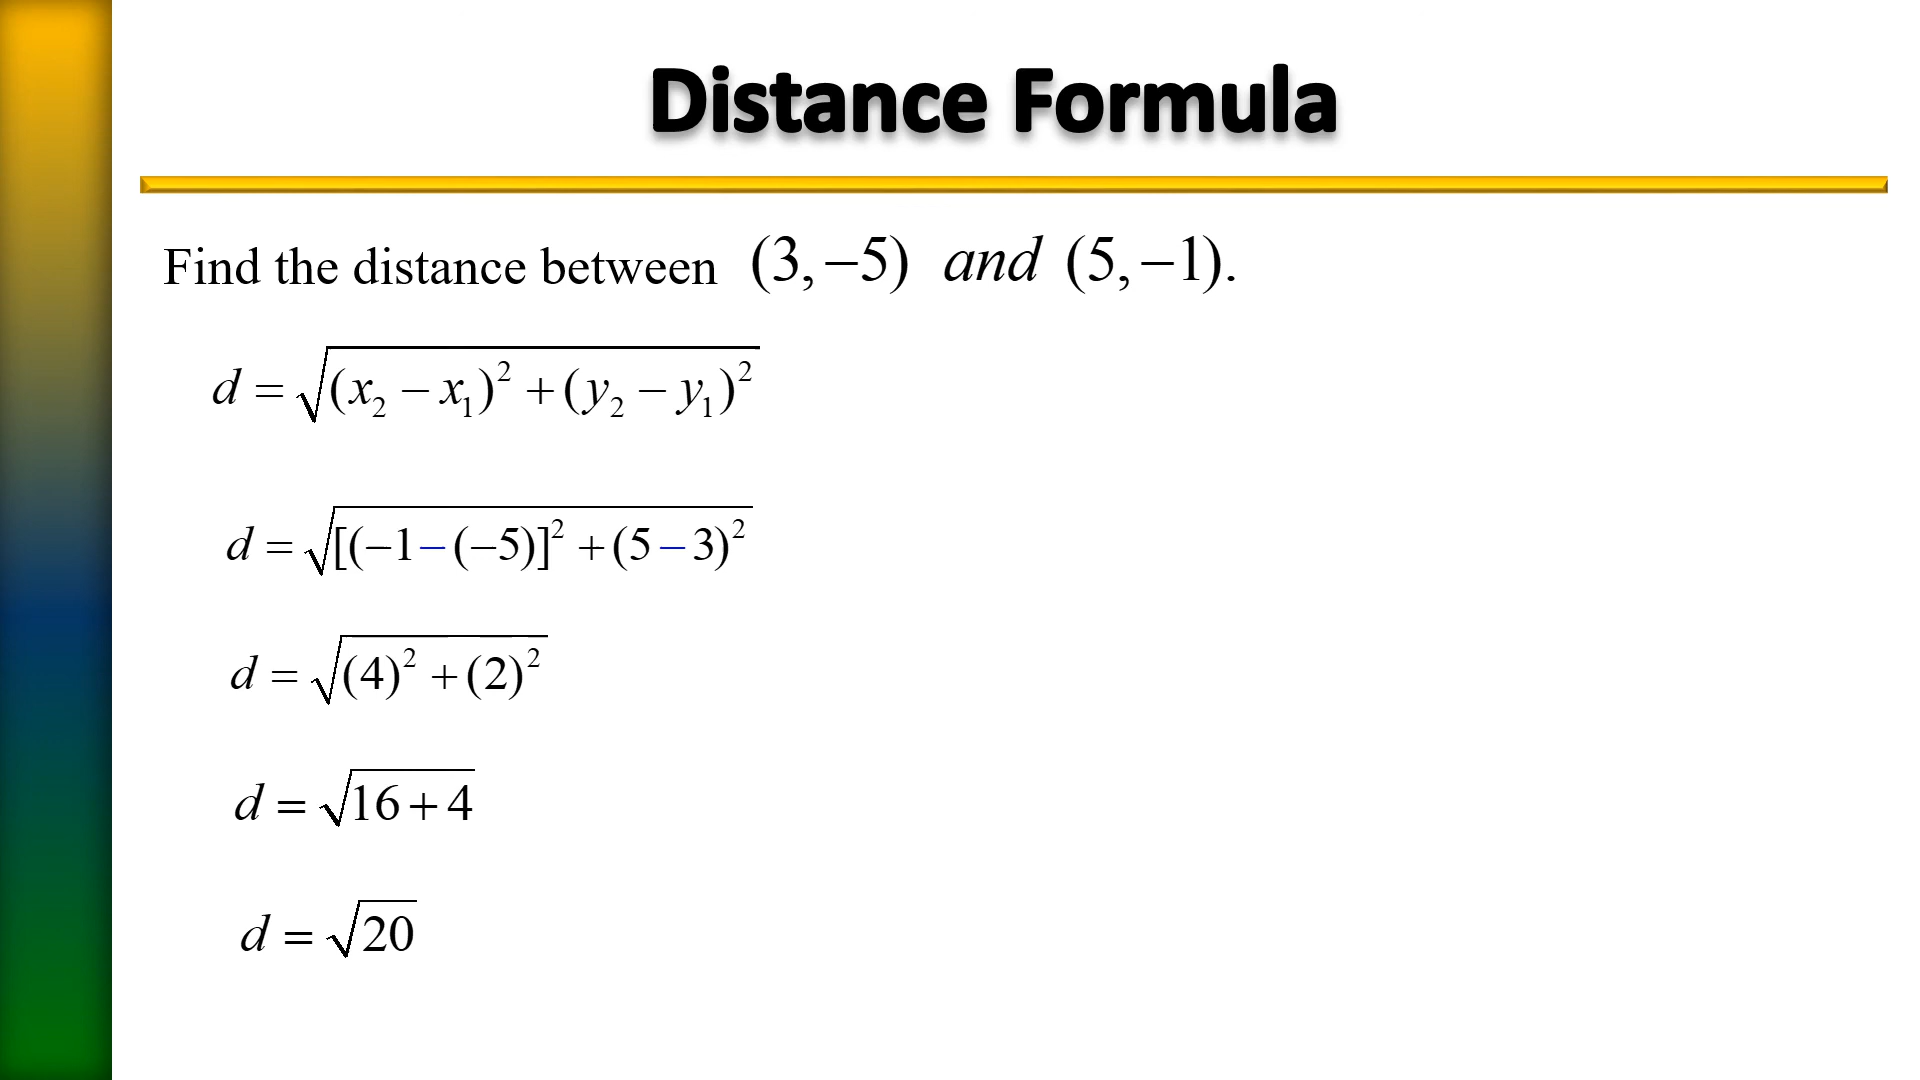 Distance Formula
Find the distance between (3, −5) and (5, −1).
d = √(x₂ − x₁)² + (y₂ − y₁)²
d = √[(−1 − (−5)]² + (5 − 3)²
d = √(4)² + (2)²
d = √16 + 4
d = √20